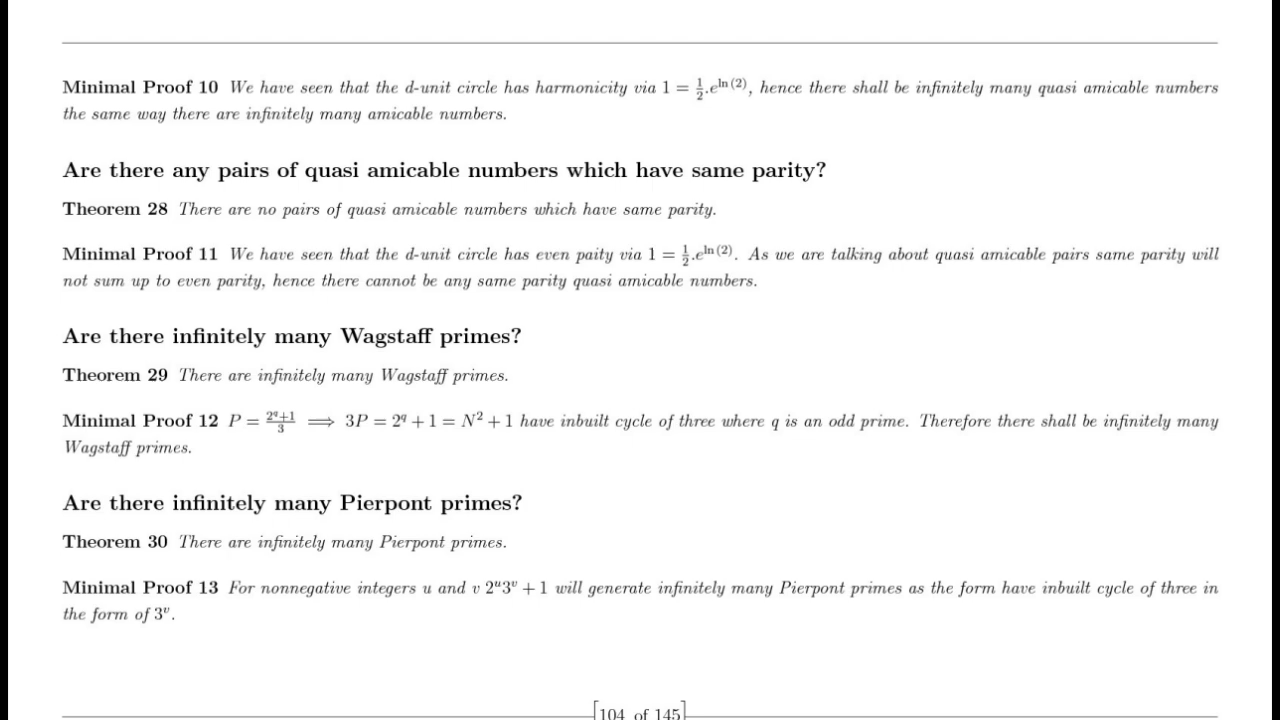 Minimal Proof 10 We have seen that the d-unit circle has harmonicity via 1 = 1/2.e^ln (2), hence there shall be infinitely many quasi amicable numbers
the same way there are infinitely many amicable numbers.
Are there any pairs of quasi amicable numbers which have same parity?
Theorem 28 There are no pairs of quasi amicable numbers which have same parity.
Minimal Proof 11 We have seen that the d-unit circle has even paity via 1 = 1/2.e^ln (2). As we are talking about quasi amicable pairs same parity will
not sum up to even parity, hence there cannot be any same parity quasi amicable numbers.
Are there infinitely many Wagstaff primes?
Theorem 29 There are infinitely many Wagstaff primes.
Minimal Proof 12 P = (2^q+1)/3 ⟹ 3P = 2^q + 1 = N^2 + 1 have inbuilt cycle of three where q is an odd prime. Therefore there shall be infinitely many
Wagstaff primes.
Are there infinitely many Pierpont primes?
Theorem 30 There are infinitely many Pierpont primes.
Minimal Proof 13 For nonnegative integers u and v 2^u3^v + 1 will generate infinitely many Pierpont primes as the form have inbuilt cycle of three in
the form of 3^v.
[104 of 145]